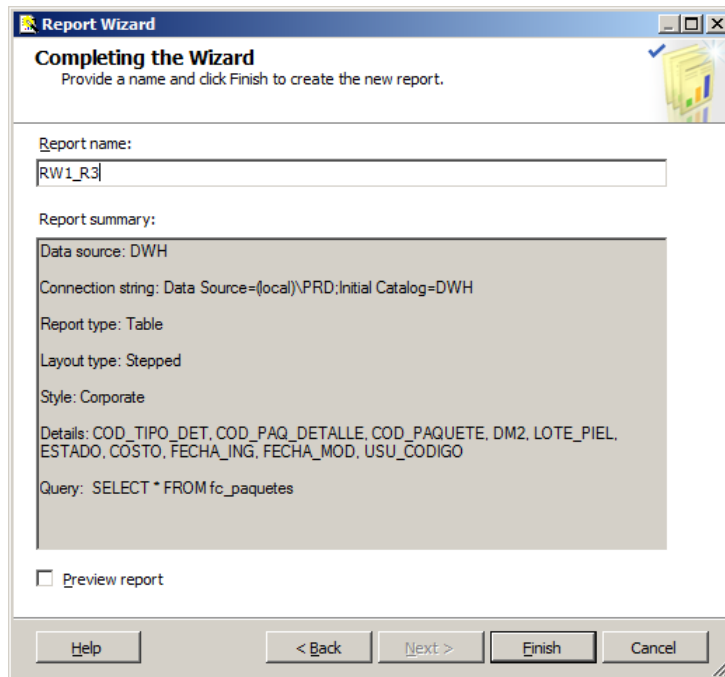 Report Wizard
Completing the Wizard
Provide a name and click Finish to create the new report.
Report name:
RW1_R3
Report summary:
Data source: DWH
Connection string: Data Source=(local)\PRD;Initial Catalog=DWH
Report type: Table
Layout type: Stepped
Style: Corporate
Details: COD_TIPO_DET, COD_PAQ_DETALLE, COD_PAQUETE, DM2, LOTE_PIEL,
ESTADO, COSTO, FECHA_ING, FECHA_MOD, USU_CODIGO
Query:  SELECT * FROM fc_paquetes
Preview report
Help
< Back
Next >
Finish
Cancel